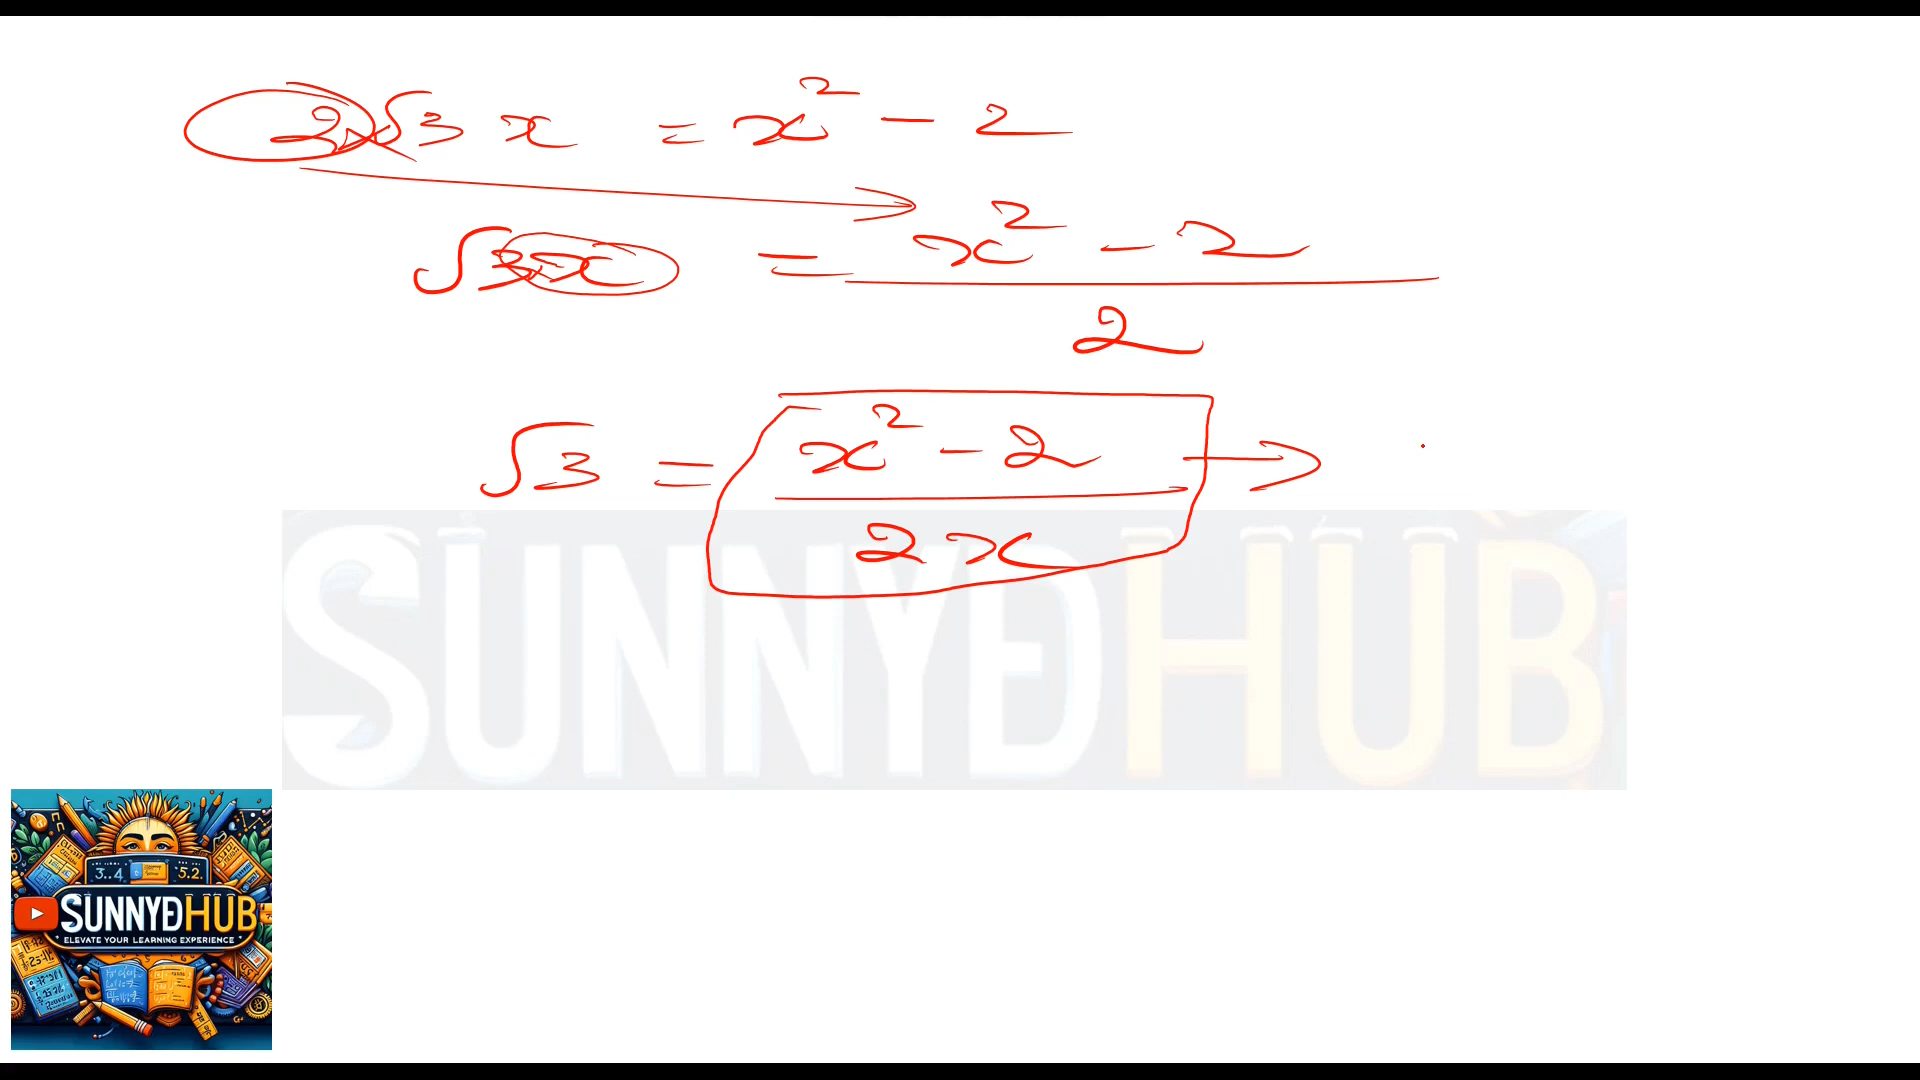 2√3 x = x² - 2
√3x = x² - 2
2
√3 = x² - 2 →
2x
SUNNYDHUB
3..4 5.2.
SUNNYDHUB
ELEVATE YOUR LEARNING EXPERIENCE